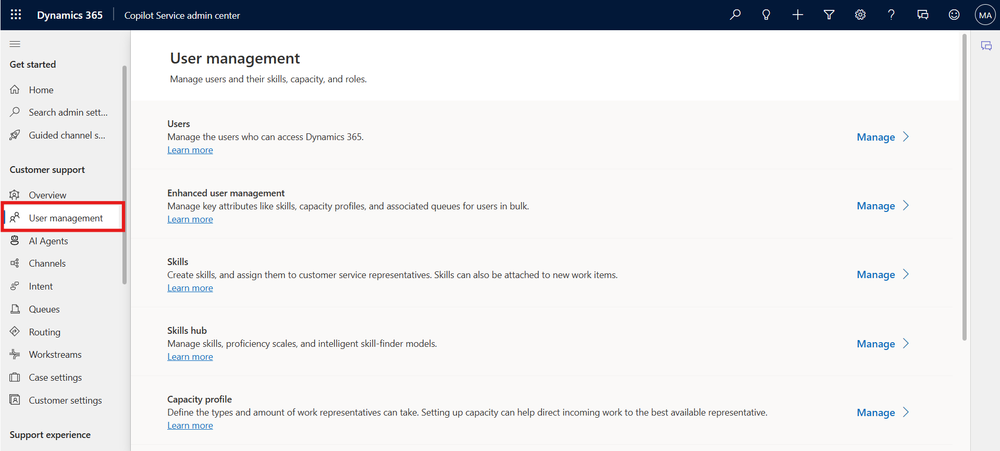 Dynamics 365
Copilot Service admin center
MA
Get started
Home
Search admin sett...
Guided channel s...
Customer support
Overview
User management
AI Agents
Channels
Intent
Queues
Routing
Workstreams
Case settings
Customer settings
Support experience
User management
Manage users and their skills, capacity, and roles.
Users
Manage the users who can access Dynamics 365.
Learn more
Manage
Enhanced user management
Manage key attributes like skills, capacity profiles, and associated queues for users in bulk.
Learn more
Manage
Skills
Create skills, and assign them to customer service representatives. Skills can also be attached to new work items.
Learn more
Manage
Skills hub
Manage skills, proficiency scales, and intelligent skill-finder models.
Learn more
Manage
Capacity profile
Define the types and amount of work representatives can take. Setting up capacity can help direct incoming work to the best available representative.
Learn more
Manage